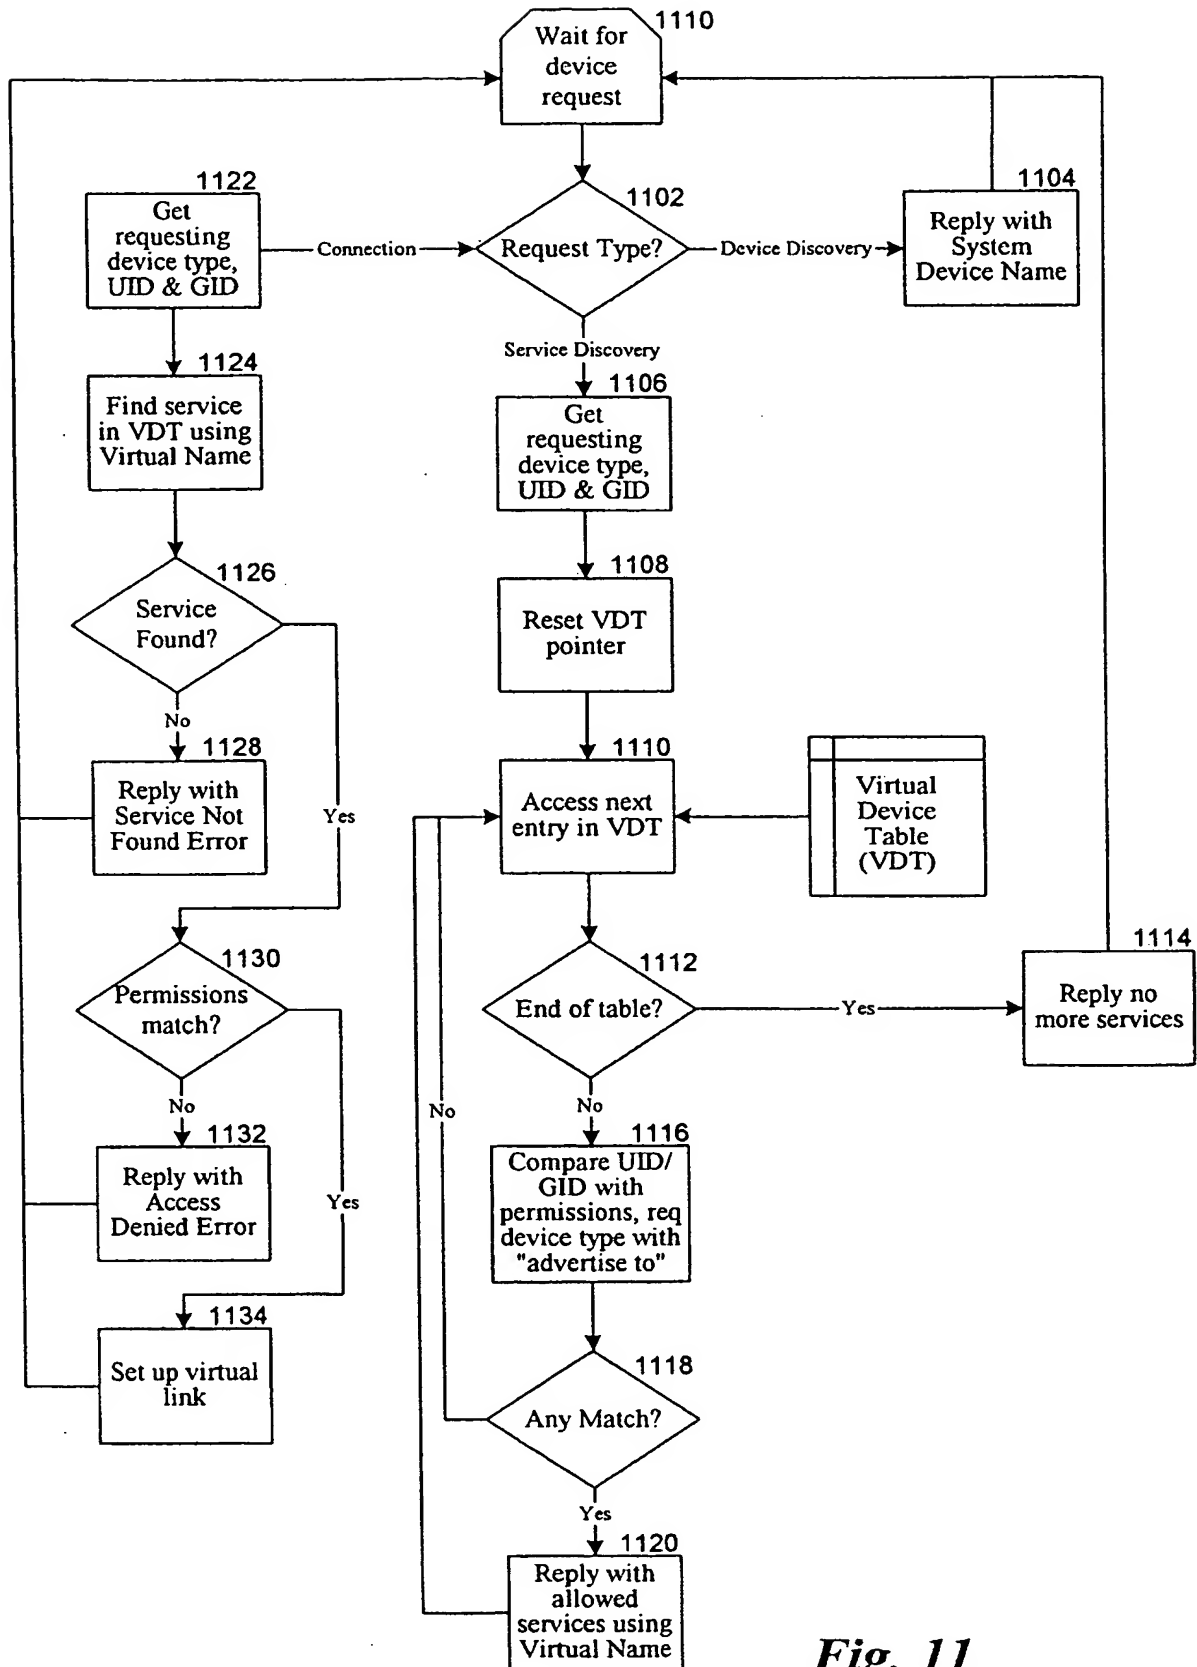 1110
Wait for
device
request
1122
Get
requesting
device type,
UID & GID
Connection
1102
Request Type?
Device Discovery
1104
Reply with
System
Device Name
Service Discovery
1124
Find service
in VDT using
Virtual Name
1106
Get
requesting
device type,
UID & GID
1126
Service
Found?
1108
Reset VDT
pointer
No
1128
Reply with
Service Not
Found Error
Yes
1110
Access next
entry in VDT
Virtual
Device
Table
(VDT)
1130
Permissions
match?
1112
End of table?
Yes
1114
Reply no
more services
No
1132
Reply with
Access
Denied Error
Yes
No
No
1116
Compare UID/
GID with
permissions, req
device type with
"advertise to"
1134
Set up virtual
link
1118
Any Match?
Yes
1120
Reply with
allowed
services using
Virtual Name
Fig. 11